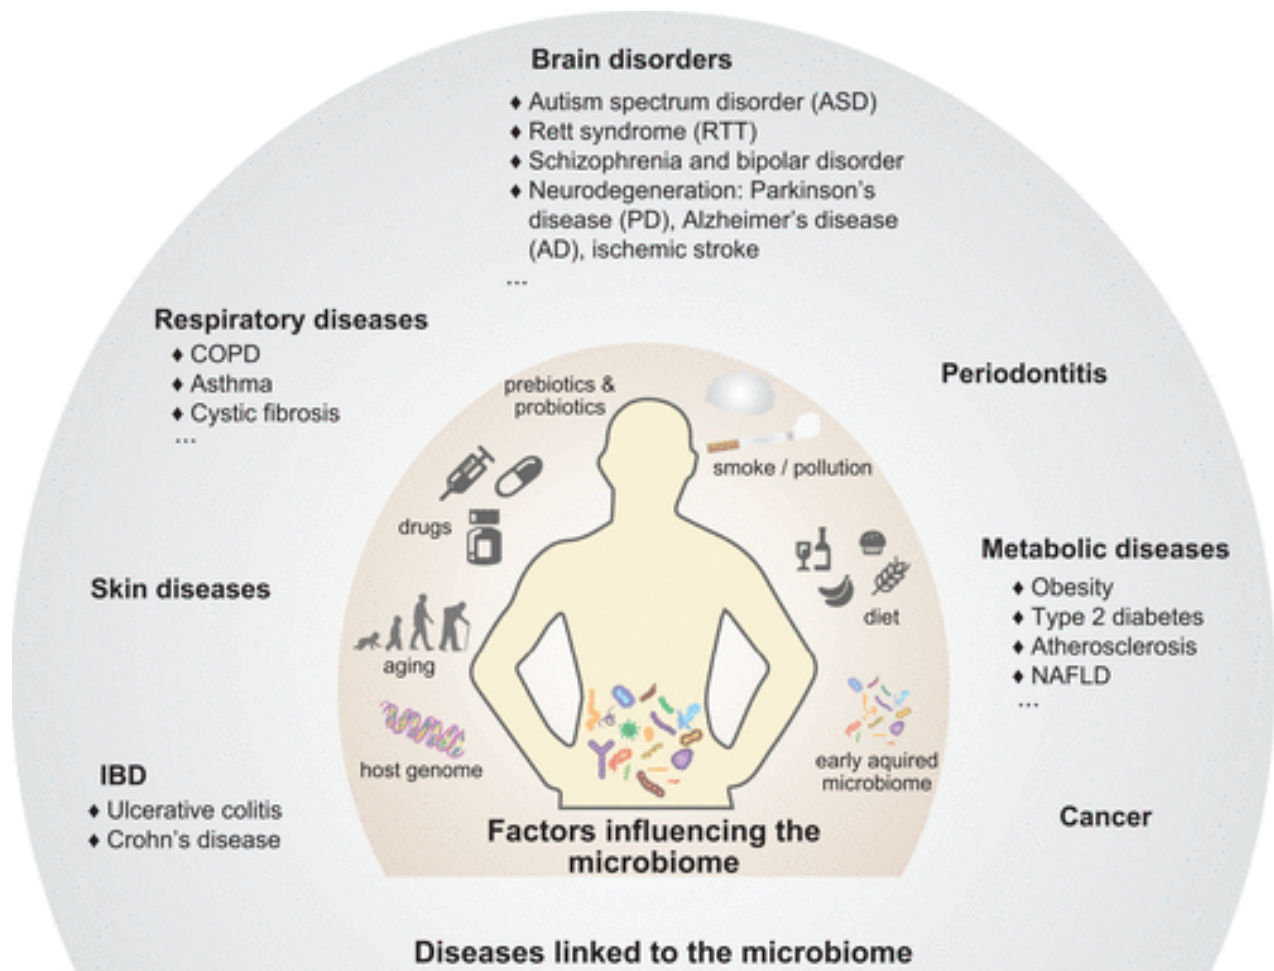 Brain disorders
♦ Autism spectrum disorder (ASD)
♦ Rett syndrome (RTT)
♦ Schizophrenia and bipolar disorder
♦ Neurodegeneration: Parkinson's
disease (PD), Alzheimer's disease
(AD), ischemic stroke
...
Respiratory diseases
♦ COPD
♦ Asthma
♦ Cystic fibrosis
...
Periodontitis
prebiotics &
probiotics
smoke / pollution
drugs
Skin diseases
Metabolic diseases
♦ Obesity
♦ Type 2 diabetes
♦ Atherosclerosis
♦ NAFLD
...
diet
aging
host genome
early aquired
microbiome
IBD
♦ Ulcerative colitis
♦ Crohn's disease
Cancer
Factors influencing the
microbiome
Diseases linked to the microbiome